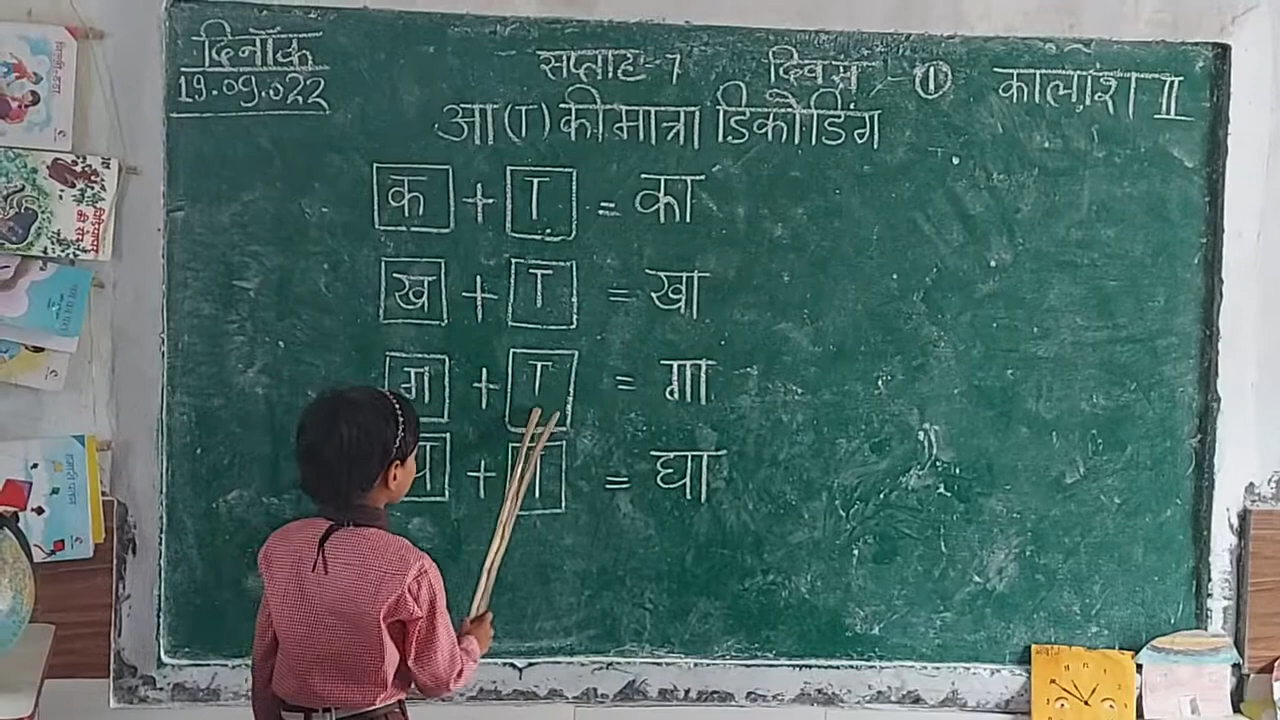 दिनाँक
19.09.022
सप्ताह-7 दिवस :- ① कालांश II
आ(ा) की मात्रा डिकोडिंग
क + ा = का
ख + ा = खा
ग + ा = गा
घ + ा = घा